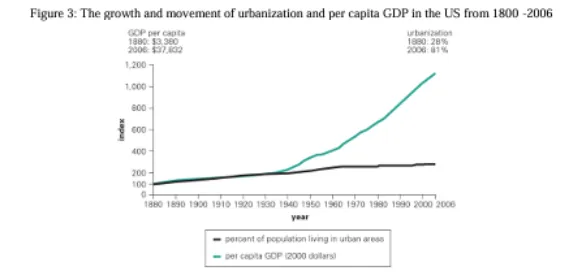 Figure 3: The growth and movement of urbanization and per capita GDP in the US from 1800 -2006
GDP per capita
1880: $3,380
2006: $37,832
urbanization
1880: 28%
2006: 81%
1,200
1,000
800
600
400
200
100
0
index
1880 1890 1900 1910 1920 1930 1940 1950 1960 1970 1980 1990 2000 2006
year
percent of population living in urban areas
per capita GDP (2000 dollars)